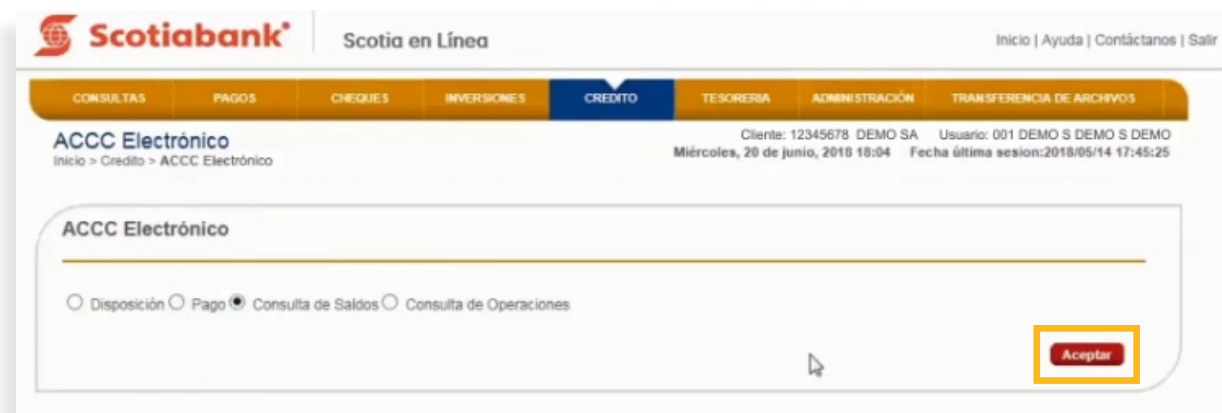 Scotiabank® Scotia en Línea Inicio | Ayuda | Contáctanos | Salir
CONSULTAS PAGOS CHEQUES INVERSIONES CREDITO TESORERIA ADMINISTRACIÓN TRANSFERENCIA DE ARCHIVOS
ACCC Electrónico Cliente: 12345678 DEMO SA Usuario: 001 DEMO S DEMO S DEMO
Inicio > Credito > ACCC Electrónico Miércoles, 20 de junio, 2018 18:04 Fecha última sesion:2018/05/14 17:45:25
ACCC Electrónico
Disposición Pago Consulta de Saldos Consulta de Operaciones
Aceptar